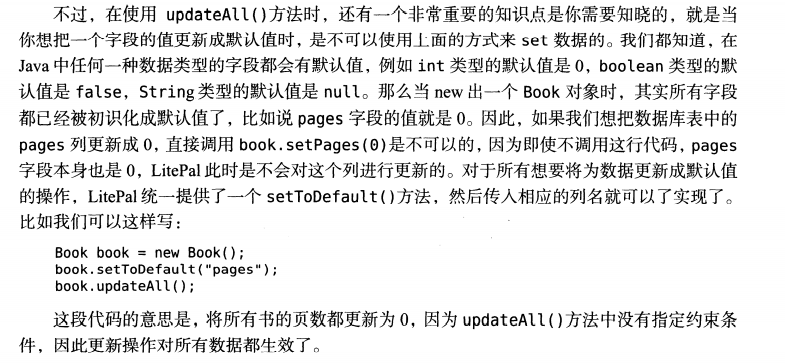 不过，在使用 updateAll()方法时，还有一个非常重要的知识点是你需要知晓的，就是当
你想把一个字段的值更新成默认值时，是不可以使用上面的方式来 set 数据的。我们都知道，在
Java 中任何一种数据类型的字段都会有默认值，例如 int 类型的默认值是 0，boolean 类型的默
认值是 false，String 类型的默认值是 null。那么当 new 出一个 Book 对象时，其实所有字段
都已经被初识化成默认值了，比如说 pages 字段的值就是 0。因此，如果我们想把数据库表中的
pages 列更新成 0，直接调用 book.setPages(0)是不可以的，因为即使不调用这行代码，pages
字段本身也是 0，LitePal 此时是不会对这个列进行更新的。对于所有想要将为数据更新成默认值
的操作，LitePal 统一提供了一个 setToDefault()方法，然后传入相应的列名就可以了实现了。
比如我们可以这样写：
Book book = new Book();
book.setToDefault("pages");
book.updateAll();
这段代码的意思是，将所有书的页数都更新为 0，因为 updateAll()方法中没有指定约束条
件，因此更新操作对所有数据都生效了。